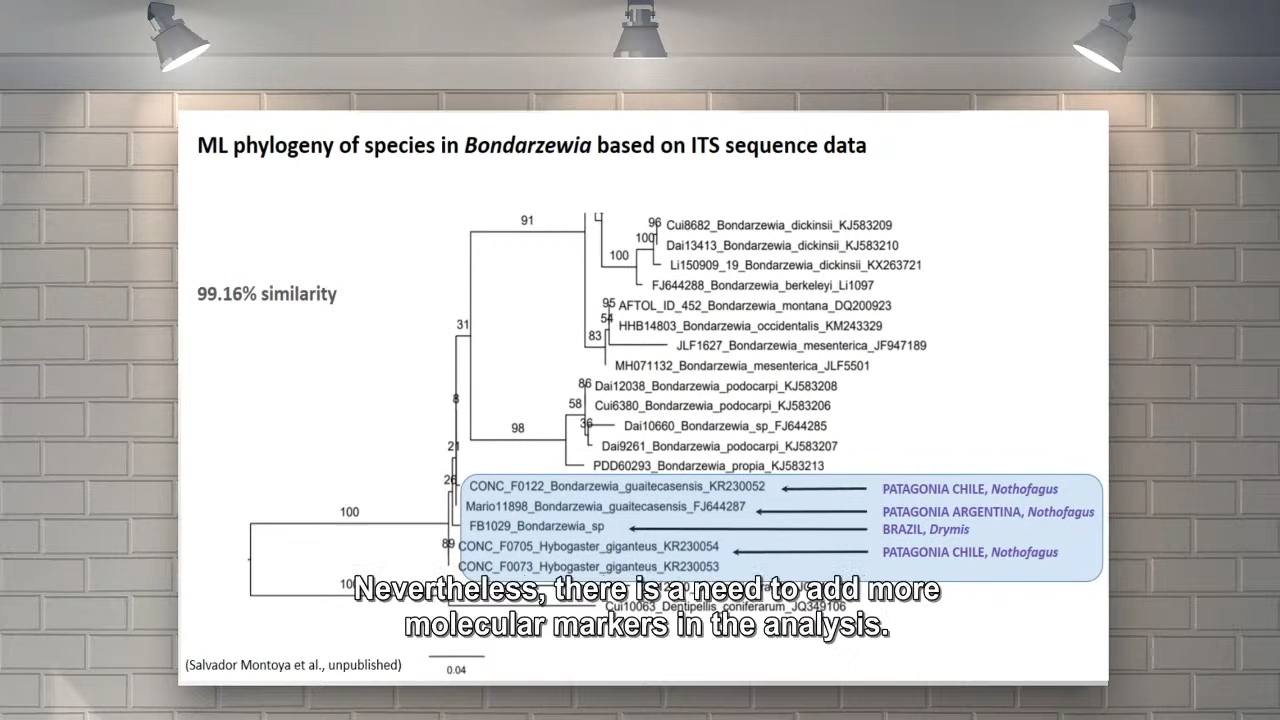 ML phylogeny of species in Bondarzewia based on ITS sequence data
91
96 Cui8682_Bondarzewia_dickinsii_KJ583209
100 Dai13413_Bondarzewia_dickinsii_KJ583210
100 Li150909_19_Bondarzewia_dickinsii_KX263721
FJ644288_Bondarzewia_berkeleyi_Li1097
99.16% similarity
95 AFTOL_ID_452_Bondarzewia_montana_DQ200923
54 HHB14803_Bondarzewia_occidentalis_KM243329
31
83
JLF1627_Bondarzewia_mesenterica_JF947189
MH071132_Bondarzewia_mesenterica_JLF5501
86 Dai12038_Bondarzewia_podocarpi_KJ583208
8
58 Cui6380_Bondarzewia_podocarpi_KJ583206
98
36 Dai10660_Bondarzewia_sp_FJ644285
21
Dai9261_Bondarzewia_podocarpi_KJ583207
PDD60293_Bondarzewia_propia_KJ583213
26
CONC_F0122_Bondarzewia_guaitecasensis_KR230052 PATAGONIA CHILE, Nothofagus
Mario11898_Bondarzewia_guaitecasensis_FJ644287 PATAGONIA ARGENTINA, Nothofagus
100
FB1029_Bondarzewia_sp BRAZIL, Drymis
89 CONC_F0705_Hybogaster_giganteus_KR230054 PATAGONIA CHILE, Nothofagus
CONC_F0073_Hybogaster_giganteus_KR230053
Nevertheless, there is a need to add more
Cui10063_Dentipellis_coniferarum_JQ349106
molecular markers in the analysis.
(Salvador Montoya et al., unpublished)
0.04